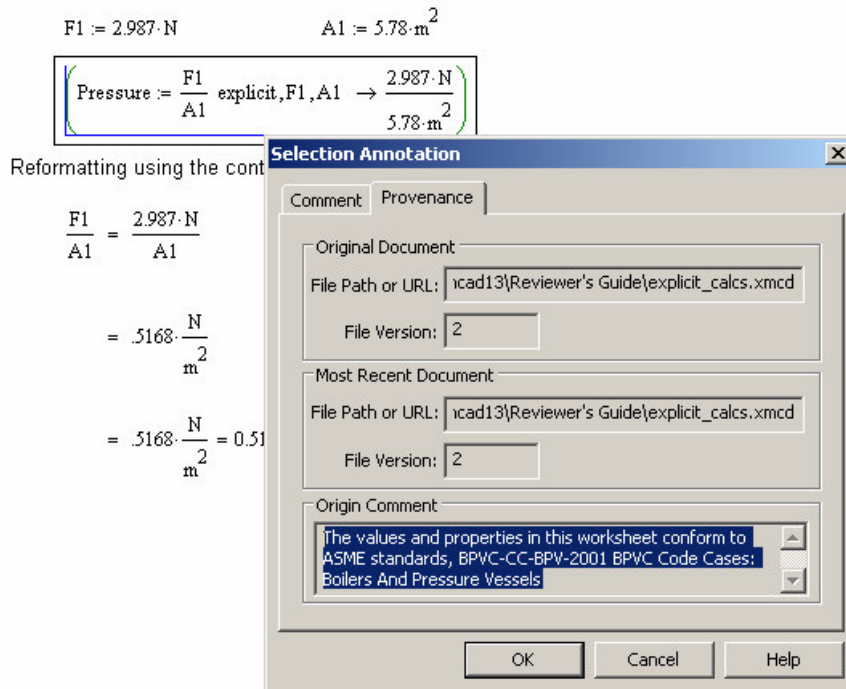 F1 := 2.987·N A1 := 5.78·m²
Pressure := F1/A1 explicit,F1,A1 → 2.987·N/5.78·m²
Reformatting using the cont
F1/A1 = 2.987·N/A1
= .5168·N/m²
= .5168·N/m² = 0.51
Selection Annotation
Comment Provenance
Original Document
File Path or URL: ıcad13\Reviewer's Guide\explicit_calcs.xmcd
File Version: 2
Most Recent Document
File Path or URL: ıcad13\Reviewer's Guide\explicit_calcs.xmcd
File Version: 2
Origin Comment
The values and properties in this worksheet conform to
ASME standards, BPVC-CC-BPV-2001 BPVC Code Cases:
Boilers And Pressure Vessels
OK Cancel Help